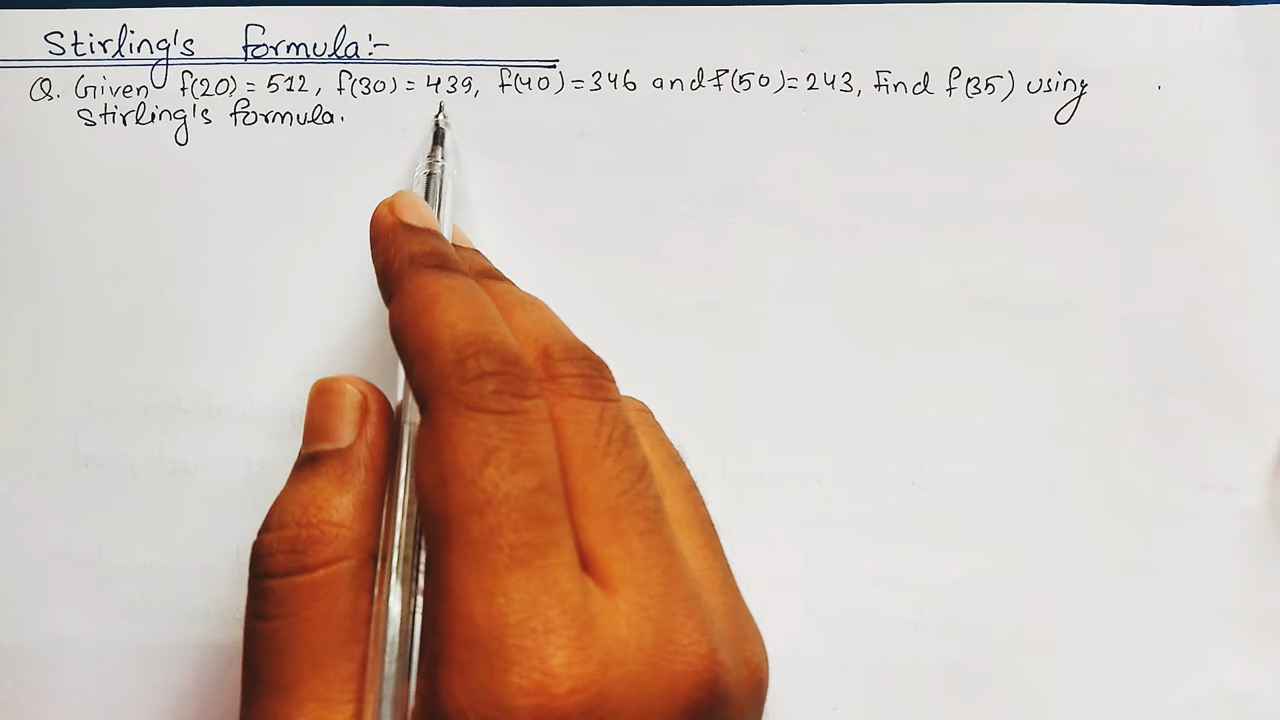 Stirling's formula:-
Q. Given f(20) = 512, f(30) = 439, f(40) = 346 and f(50) = 243, Find f(35) using
Stirling's formula.